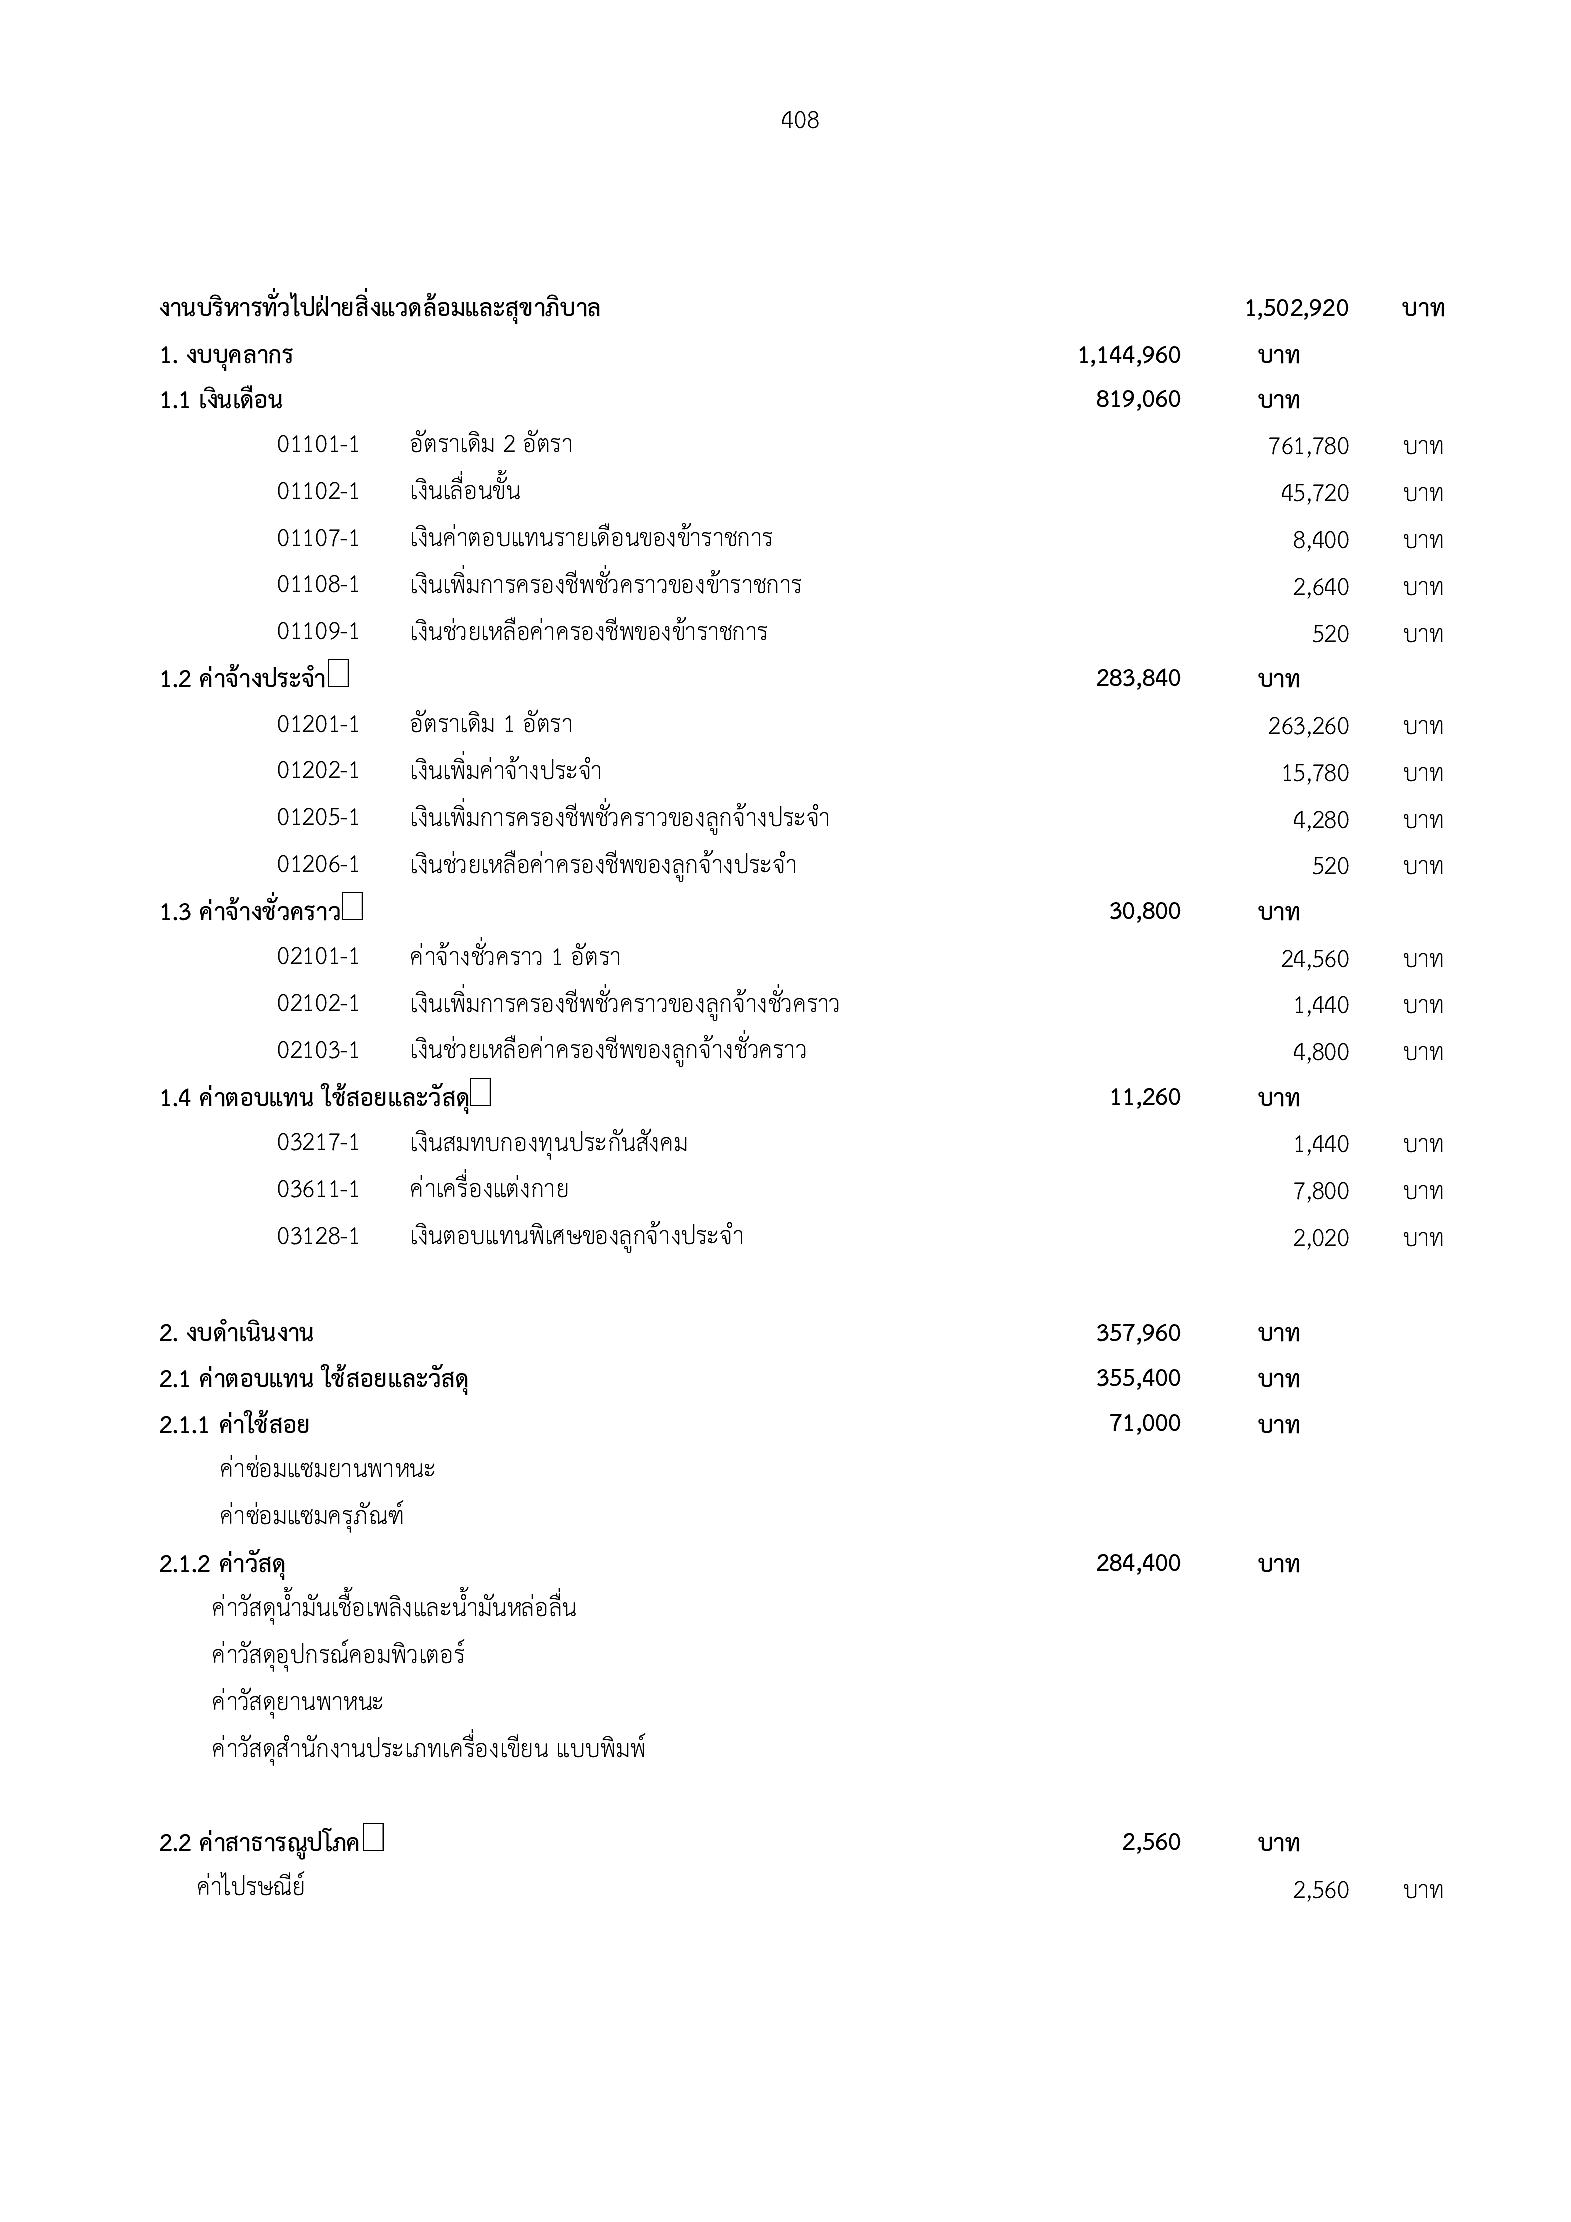 408
งานบริหารทั่วไปฝ่ายสิ่งแวดล้อมและสุขาภิบาล 1,502,920 บาท
1. งบบุคลากร 1,144,960 บาท
1.1 เงินเดือน 819,060 บาท
01101-1 อัตราเดิม 2 อัตรา 761,780 บาท
01102-1 เงินเลื่อนขั้น 45,720 บาท
01107-1 เงินค่าตอบแทนรายเดือนของข้าราชการ 8,400 บาท
01108-1 เงินเพิ่มการครองชีพชั่วคราวของข้าราชการ 2,640 บาท
01109-1 เงินช่วยเหลือค่าครองชีพของข้าราชการ 520 บาท
1.2 ค่าจ้างประจำ 283,840 บาท
01201-1 อัตราเดิม 1 อัตรา 263,260 บาท
01202-1 เงินเพิ่มค่าจ้างประจำ 15,780 บาท
01205-1 เงินเพิ่มการครองชีพชั่วคราวของลูกจ้างประจำ 4,280 บาท
01206-1 เงินช่วยเหลือค่าครองชีพของลูกจ้างประจำ 520 บาท
1.3 ค่าจ้างชั่วคราว 30,800 บาท
02101-1 ค่าจ้างชั่วคราว 1 อัตรา 24,560 บาท
02102-1 เงินเพิ่มการครองชีพชั่วคราวของลูกจ้างชั่วคราว 1,440 บาท
02103-1 เงินช่วยเหลือค่าครองชีพของลูกจ้างชั่วคราว 4,800 บาท
1.4 ค่าตอบแทน ใช้สอยและวัสดุ 11,260 บาท
03217-1 เงินสมทบกองทุนประกันสังคม 1,440 บาท
03611-1 ค่าเครื่องแต่งกาย 7,800 บาท
03128-1 เงินตอบแทนพิเศษของลูกจ้างประจำ 2,020 บาท
2. งบดำเนินงาน 357,960 บาท
2.1 ค่าตอบแทน ใช้สอยและวัสดุ 355,400 บาท
2.1.1 ค่าใช้สอย 71,000 บาท
ค่าซ่อมแซมยานพาหนะ
ค่าซ่อมแซมครุภัณฑ์
2.1.2 ค่าวัสดุ 284,400 บาท
ค่าวัสดุน้ำมันเชื้อเพลิงและน้ำมันหล่อลื่น
ค่าวัสดุอุปกรณ์คอมพิวเตอร์
ค่าวัสดุยานพาหนะ
ค่าวัสดุสำนักงานประเภทเครื่องเขียน แบบพิมพ์
2.2 ค่าสาธารณูปโภค 2,560 บาท
ค่าไปรษณีย์ 2,560 บาท